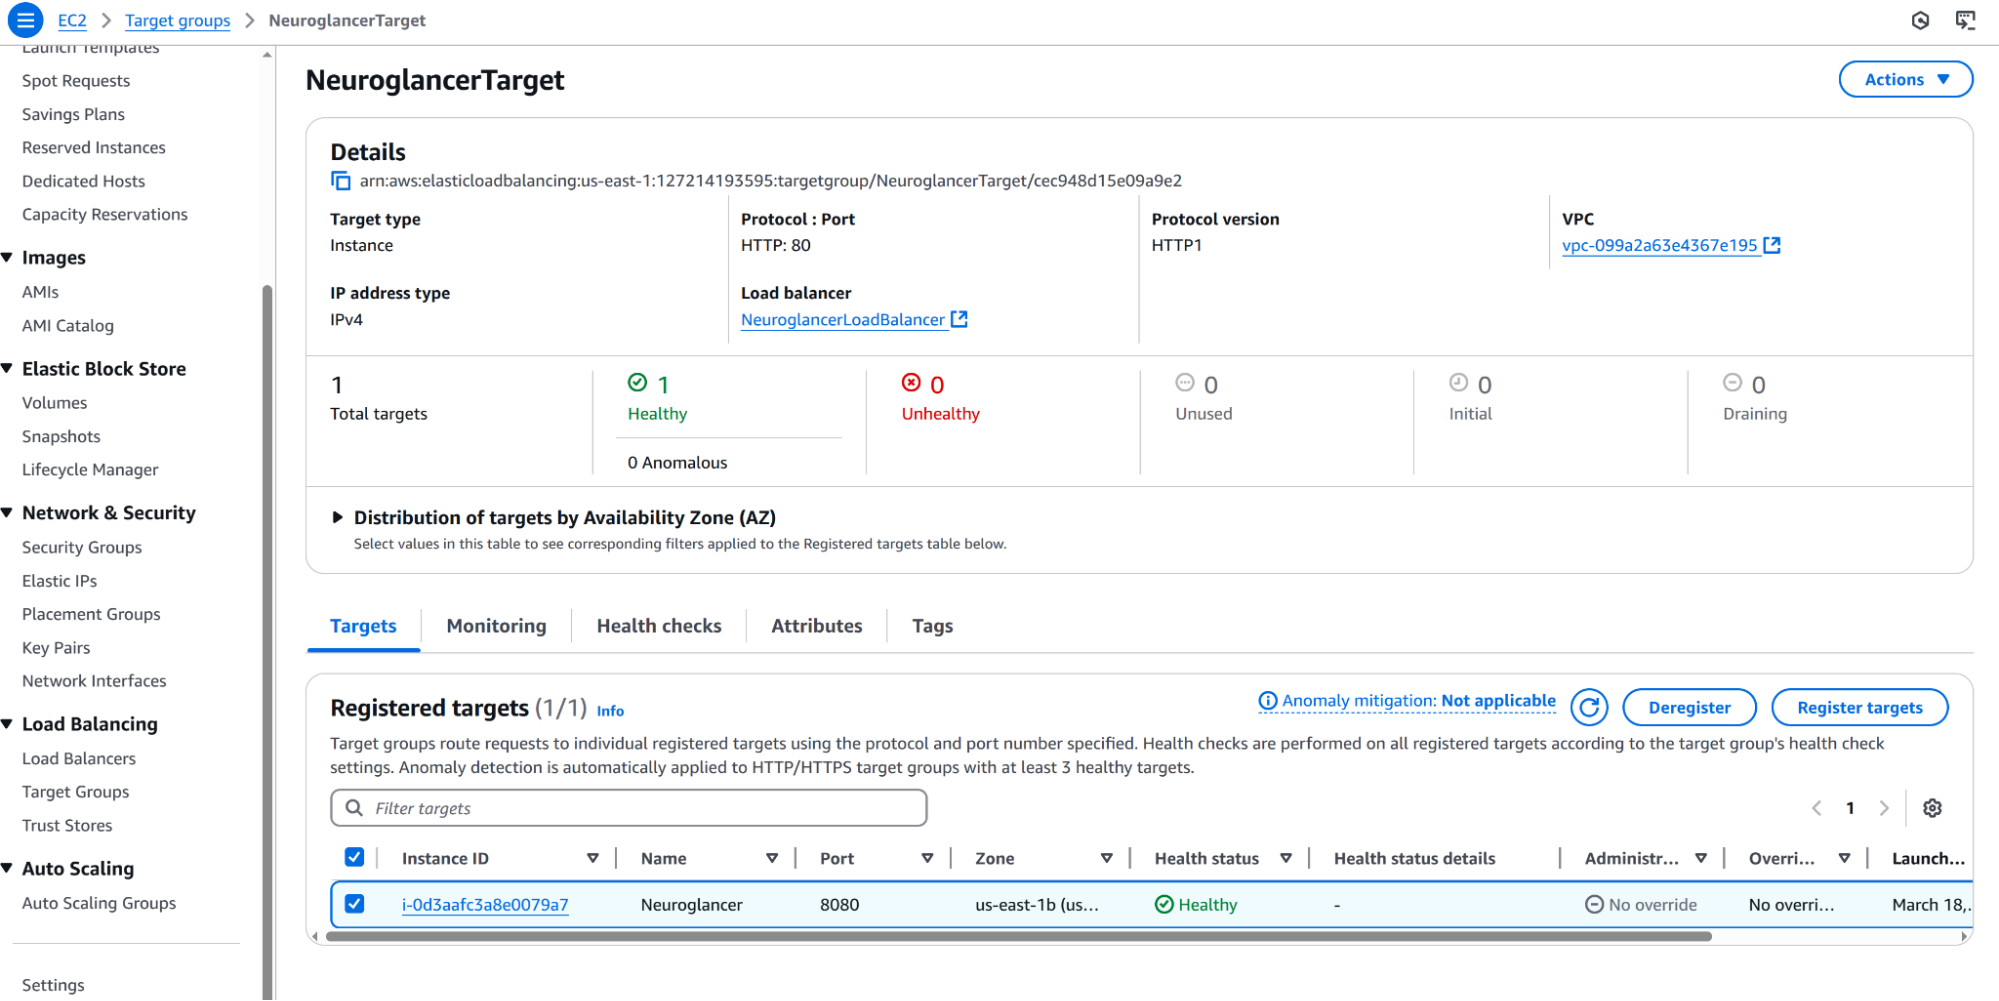 EC2 > Target groups > NeuroglancerTarget
Launch Templates
Spot Requests
Savings Plans
Reserved Instances
Dedicated Hosts
Capacity Reservations
Images
AMIs
AMI Catalog
Elastic Block Store
Volumes
Snapshots
Lifecycle Manager
Network & Security
Security Groups
Elastic IPs
Placement Groups
Key Pairs
Network Interfaces
Load Balancing
Load Balancers
Target Groups
Trust Stores
Auto Scaling
Auto Scaling Groups
Settings
NeuroglancerTarget
Actions
Details
arn:aws:elasticloadbalancing:us-east-1:127214193595:targetgroup/NeuroglancerTarget/cec948d15e09a9e2
Target type
Instance
Protocol : Port
HTTP: 80
Protocol version
HTTP1
VPC
vpc-099a2a63e4367e195
IP address type
IPv4
Load balancer
NeuroglancerLoadBalancer
1
Total targets
1
Healthy
0 Anomalous
0
Unhealthy
0
Unused
0
Initial
0
Draining
Distribution of targets by Availability Zone (AZ)
Select values in this table to see corresponding filters applied to the Registered targets table below.
Targets Monitoring Health checks Attributes Tags
Registered targets (1/1) Info
Anomaly mitigation: Not applicable
Deregister
Register targets
Target groups route requests to individual registered targets using the protocol and port number specified. Health checks are performed on all registered targets according to the target group's health check
settings. Anomaly detection is automatically applied to HTTP/HTTPS target groups with at least 3 healthy targets.
Filter targets
1
Instance ID Name Port Zone Health status Health status details Administr... Overri... Launch...
i-0d3aafc3a8e0079a7 Neuroglancer 8080 us-east-1b (us... Healthy - No override No overri... March 18,.